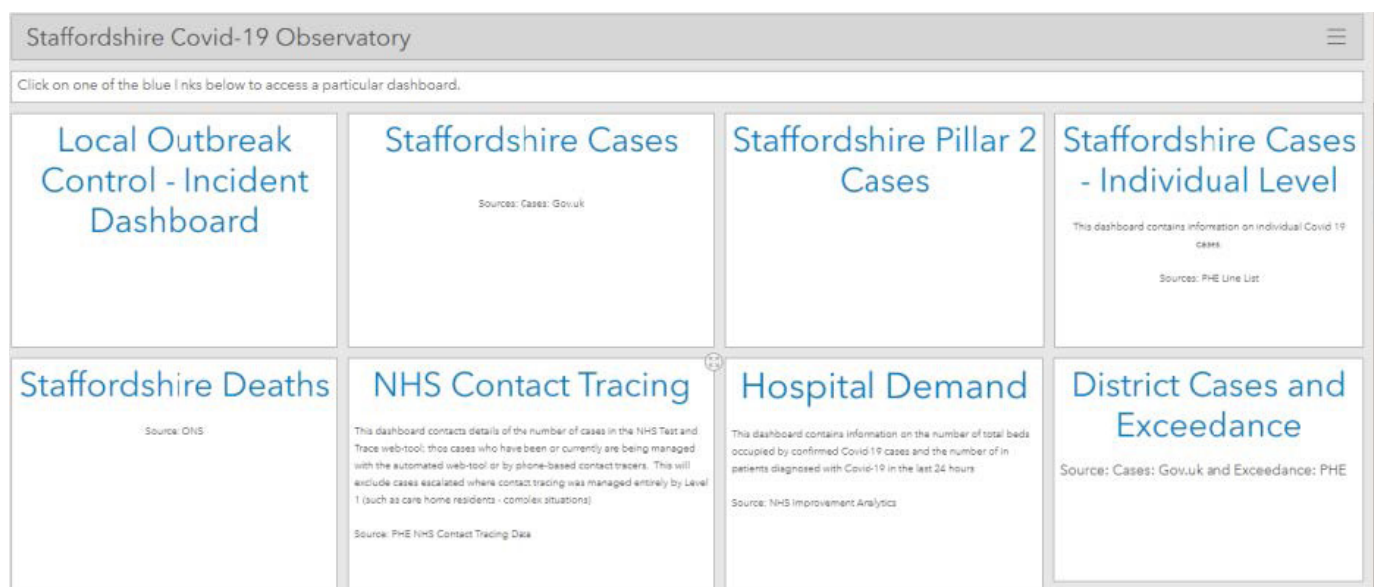 Staffordshire Covid-19 Observatory
Click on one of the blue l nks below to access a particular dashboard.
Local Outbreak
Control - Incident
Dashboard
Staffordshire Cases
Sources: Cases: Gov.uk
Staffordshire Pillar 2
Cases
Staffordshire Cases
- Individual Level
This dashboard contains information on individual Covid 19
cases
Sources: PHE Line List
Staffordshire Deaths
Source: ONS
NHS Contact Tracing
This dashboard contacts details of the number of cases in the NHS Test and
Trace web-tool; thos cases who have been or currently are being managed
with the automated web-tool or by phone-based contact tracers. This will
exclude cases escalated where contact tracing was managed entirely by Level
1 (such as care home residents - complex situations)
Source: PHE NHS Contact Tracing Data
Hospital Demand
This dashboard contains information on the number of total beds
occupied by confirmed Covid-19 cases and the number of in
patients diagnosed with Covid-19 in the last 24 hours
Source: NHS Improvement Analytics
District Cases and
Exceedance
Source: Cases: Gov.uk and Exceedance: PHE